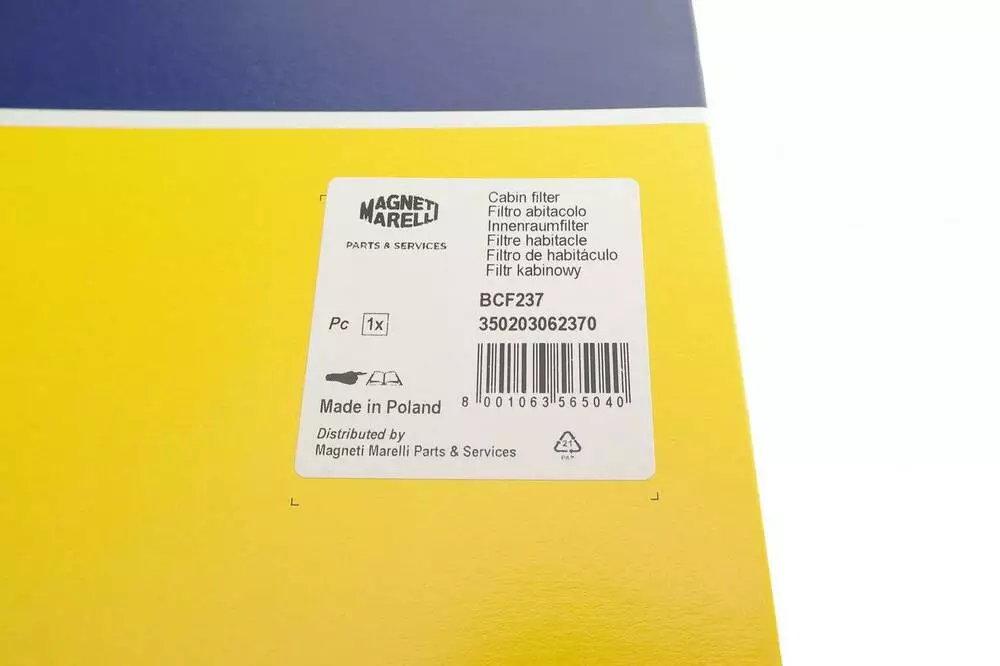 MAGNETI
MARELLI
PARTS & SERVICES
Cabin filter
Filtro abitacolo
Innenraumfilter
Filtre habitacle
Filtro de habitáculo
Filtr kabinowy
BCF237
350203062370
Pc 1x
8 001063 565040
Made in Poland
Distributed by
Magneti Marelli Parts & Services
21
PAP